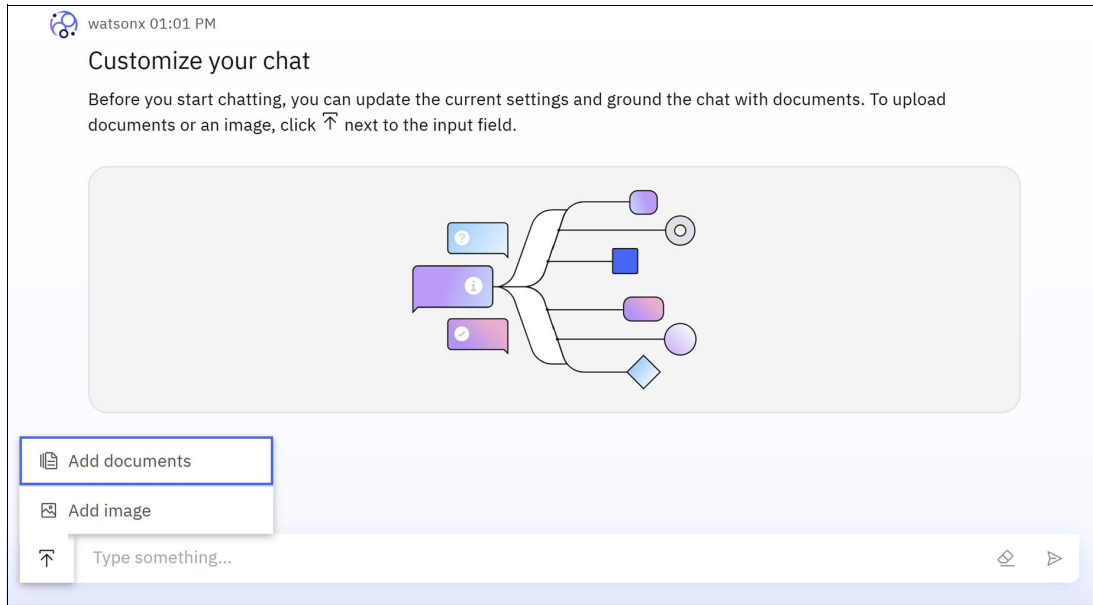 watsonx 01:01 PM
Customize your chat
Before you start chatting, you can update the current settings and ground the chat with documents. To upload
documents or an image, click next to the input field.
?
i
Add documents
Add image
Type something...